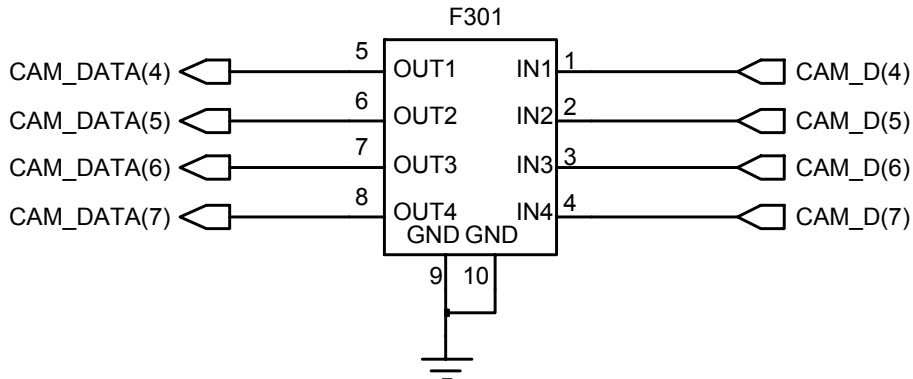 F301
CAM_DATA(4) 5 OUT1 IN1 1 CAM_D(4)
CAM_DATA(5) 6 OUT2 IN2 2 CAM_D(5)
CAM_DATA(6) 7 OUT3 IN3 3 CAM_D(6)
CAM_DATA(7) 8 OUT4 IN4 4 CAM_D(7)
GND GND
9 10